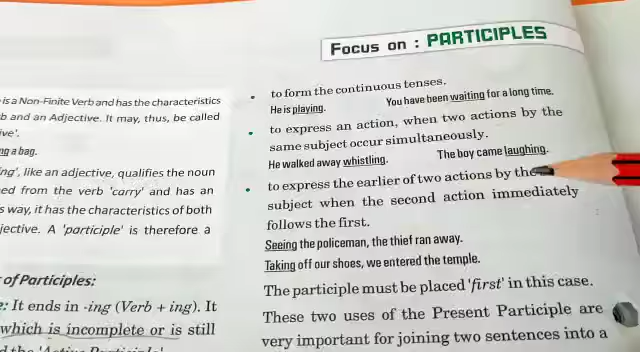 Focus on : PARTICIPLES
is a Non-Finite Verb and has the characteristics
b and an Adjective. It may, thus, be called
ive'.
ng a bag.
ing', like an adjective, qualifies the noun
ed from the verb 'carry' and has an
s way, it has the characteristics of both
jective. A 'participle' is therefore a
of Participles:
: It ends in -ing (Verb + ing). It
which is incomplete or is still
• to form the continuous tenses.
He is playing. You have been waiting for a long time.
• to express an action, when two actions by the
same subject occur simultaneously.
He walked away whistling. The boy came laughing.
• to express the earlier of two actions by the
subject when the second action immediately
follows the first.
Seeing the policeman, the thief ran away.
Taking off our shoes, we entered the temple.
The participle must be placed 'first' in this case.
These two uses of the Present Participle are
very important for joining two sentences into a